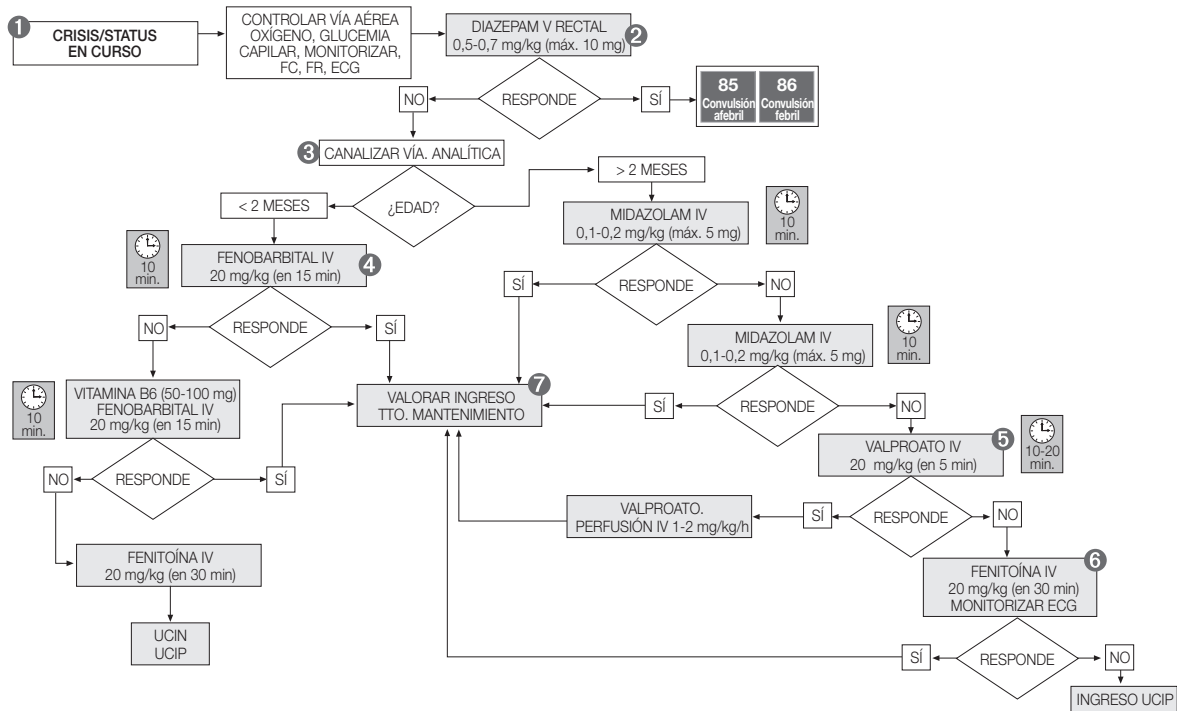 1
CRISIS/STATUS
EN CURSO
CONTROLAR VÍA AÉREA
OXÍGENO, GLUCEMIA
CAPILAR, MONITORIZAR,
FC, FR, ECG
DIAZEPAM V RECTAL
0,5-0,7 mg/kg (máx. 10 mg)
2
NO
RESPONDE
SÍ
85
Convulsión
afebril
86
Convulsión
febril
3
CANALIZAR VÍA. ANALÍTICA
¿EDAD?
< 2 MESES
> 2 MESES
10
min.
FENOBARBITAL IV
20 mg/kg (en 15 min)
4
MIDAZOLAM IV
0,1-0,2 mg/kg (máx. 5 mg)
10
min.
NO
RESPONDE
SÍ
SÍ
RESPONDE
NO
MIDAZOLAM IV
0,1-0,2 mg/kg (máx. 5 mg)
10
min.
10
min.
VITAMINA B6 (50-100 mg)
FENOBARBITAL IV
20 mg/kg (en 15 min)
7
VALORAR INGRESO
TTO. MANTENIMIENTO
SÍ
RESPONDE
NO
NO
RESPONDE
SÍ
VALPROATO IV
20 mg/kg (en 5 min)
5
10-20
min.
VALPROATO.
PERFUSIÓN IV 1-2 mg/kg/h
SÍ
RESPONDE
NO
FENITOÍNA IV
20 mg/kg (en 30 min)
UCIN
UCIP
6
FENITOÍNA IV
20 mg/kg (en 30 min)
MONITORIZAR ECG
SÍ
RESPONDE
NO
INGRESO UCIP